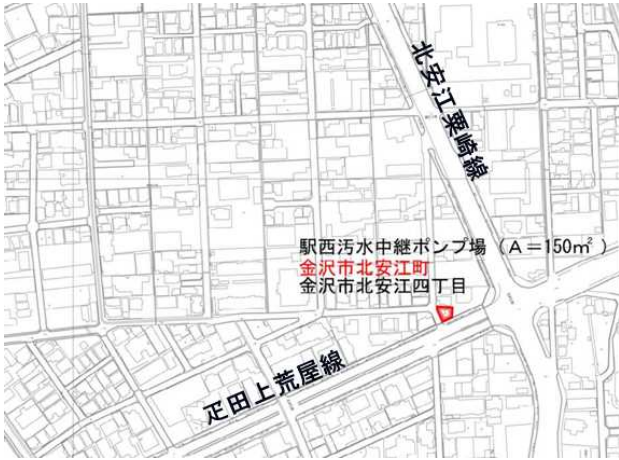 北安江粟崎線
駅西汚水中継ポンプ場（A＝150㎡）
金沢市北安江町
金沢市北安江四丁目
疋田上荒屋線